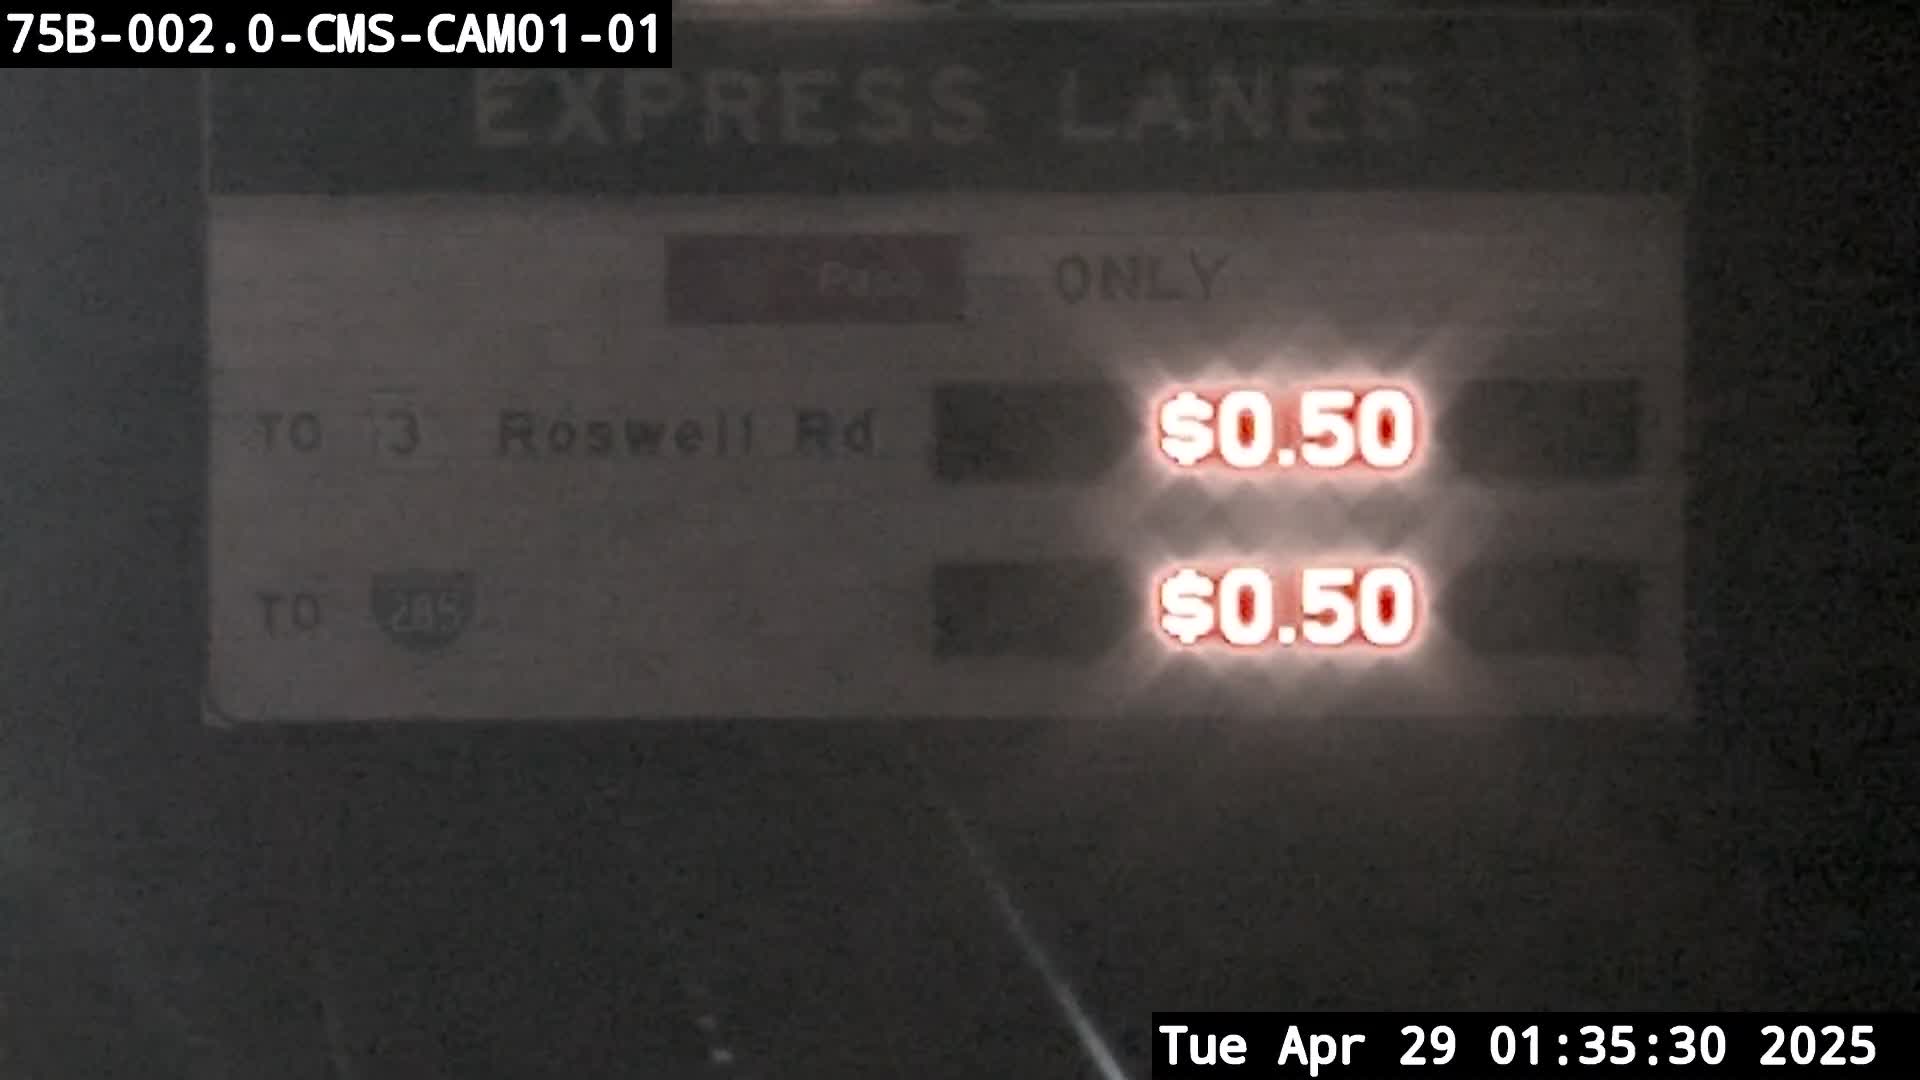 75B-002.0-CMS-CAM01-01
EXPRESS LANES
Pass ONLY
TO 3 Roswell Rd $0.50
TO 285 $0.50
Tue Apr 29 01:35:30 2025